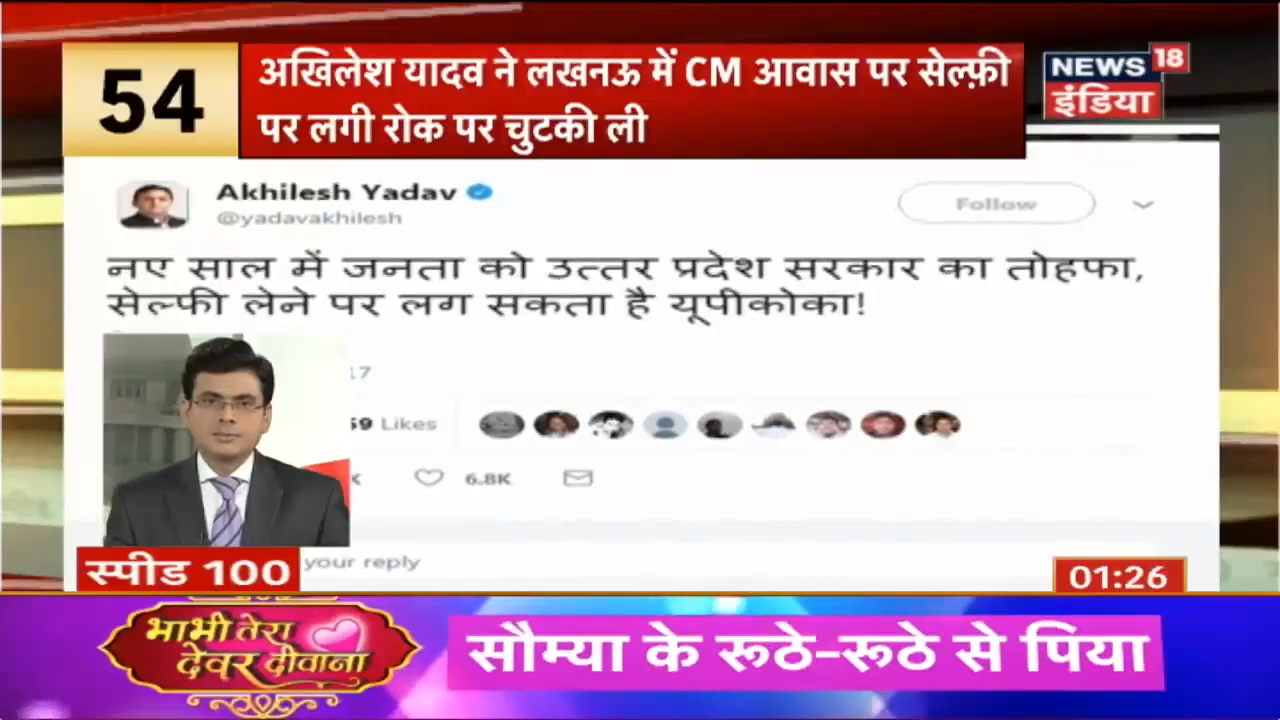 54
अखिलेश यादव ने लखनऊ में CM आवास पर सेल्फ़ी
पर लगी रोक पर चुटकी ली
NEWS 18
इंडिया
Akhilesh Yadav
@yadavakhilesh
Follow
नए साल में जनता को उत्तर प्रदेश सरकार का तोहफा,
सेल्फी लेने पर लग सकता है यूपीकोका!
17
59 Likes
K
6.8K
your reply
स्पीड 100
01:26
भाभी तेरा
देवर दीवाना
सौम्या के रूठे-रूठे से पिया